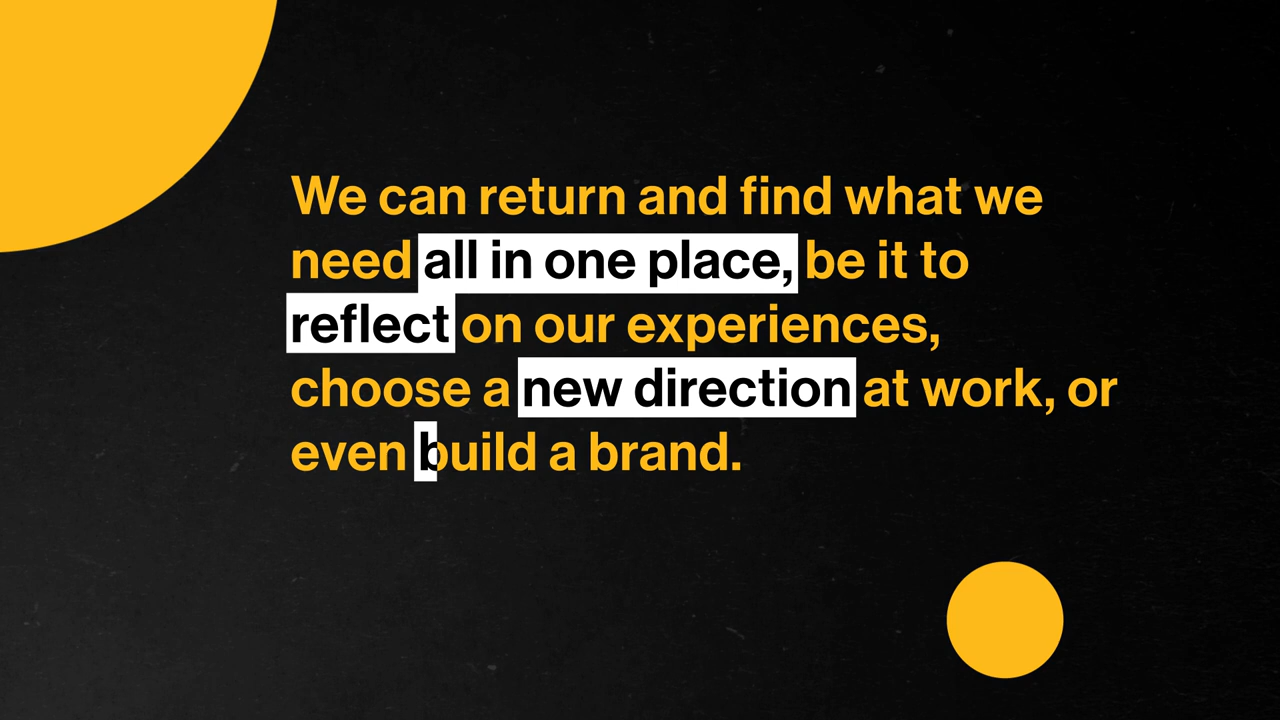 We can return and find what we
need all in one place, be it to
reflect on our experiences,
choose a new direction at work, or
even build a brand.